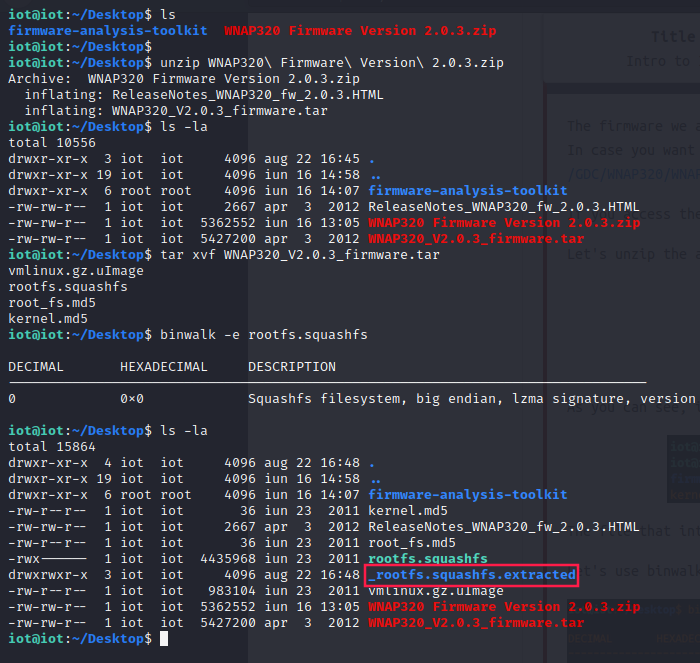 iot@iot:~/Desktop$ ls
firmware-analysis-toolkit  WNAP320 Firmware Version 2.0.3.zip
iot@iot:~/Desktop$
iot@iot:~/Desktop$ unzip WNAP320\ Firmware\ Version\ 2.0.3.zip
Archive:  WNAP320 Firmware Version 2.0.3.zip
  inflating: ReleaseNotes_WNAP320_fw_2.0.3.HTML
  inflating: WNAP320_V2.0.3_firmware.tar
iot@iot:~/Desktop$ ls -la
total 10556
drwxr-xr-x  3 iot  iot     4096 aug 22 16:45 .
drwxr-xr-x 19 iot  iot     4096 iun 16 14:58 ..
drwxr-xr-x  6 root root    4096 iun 16 14:07 firmware-analysis-toolkit
-rw-rw-r--  1 iot  iot     2667 apr  3  2012 ReleaseNotes_WNAP320_fw_2.0.3.HTML
-rw-rw-r--  1 iot  iot  5362552 iun 16 13:05 WNAP320 Firmware Version 2.0.3.zip
-rw-rw-r--  1 iot  iot  5427200 apr  3  2012 WNAP320_V2.0.3_firmware.tar
iot@iot:~/Desktop$ tar xvf WNAP320_V2.0.3_firmware.tar
vmlinux.gz.uImage
rootfs.squashfs
root_fs.md5
kernel.md5
iot@iot:~/Desktop$ binwalk -e rootfs.squashfs
DECIMAL       HEXADECIMAL     DESCRIPTION
0             0x0             Squashfs filesystem, big endian, lzma signature, version
iot@iot:~/Desktop$ ls -la
total 15864
drwxr-xr-x  4 iot  iot     4096 aug 22 16:48 .
drwxr-xr-x 19 iot  iot     4096 iun 16 14:58 ..
drwxr-xr-x  6 root root    4096 iun 16 14:07 firmware-analysis-toolkit
-rw-r--r--  1 iot  iot       36 iun 23  2011 kernel.md5
-rw-rw-r--  1 iot  iot     2667 apr  3  2012 ReleaseNotes_WNAP320_fw_2.0.3.HTML
-rw-r--r--  1 iot  iot       36 iun 23  2011 root_fs.md5
-rwx------  1 iot  iot  4435968 iun 23  2011 rootfs.squashfs
drwxrwxr-x  3 iot  iot     4096 aug 22 16:48 _rootfs.squashfs.extracted
-rw-r--r--  1 iot  iot   983104 iun 23  2011 vmlinux.gz.uImage
-rw-rw-r--  1 iot  iot  5362552 iun 16 13:05 WNAP320 Firmware Version 2.0.3.zip
-rw-rw-r--  1 iot  iot  5427200 apr  3  2012 WNAP320_V2.0.3_firmware.tar
iot@iot:~/Desktop$
Title
Intro to
The firmware we a
In case you want
/GDC/WNAP320/WNAP
Let's unzip the a